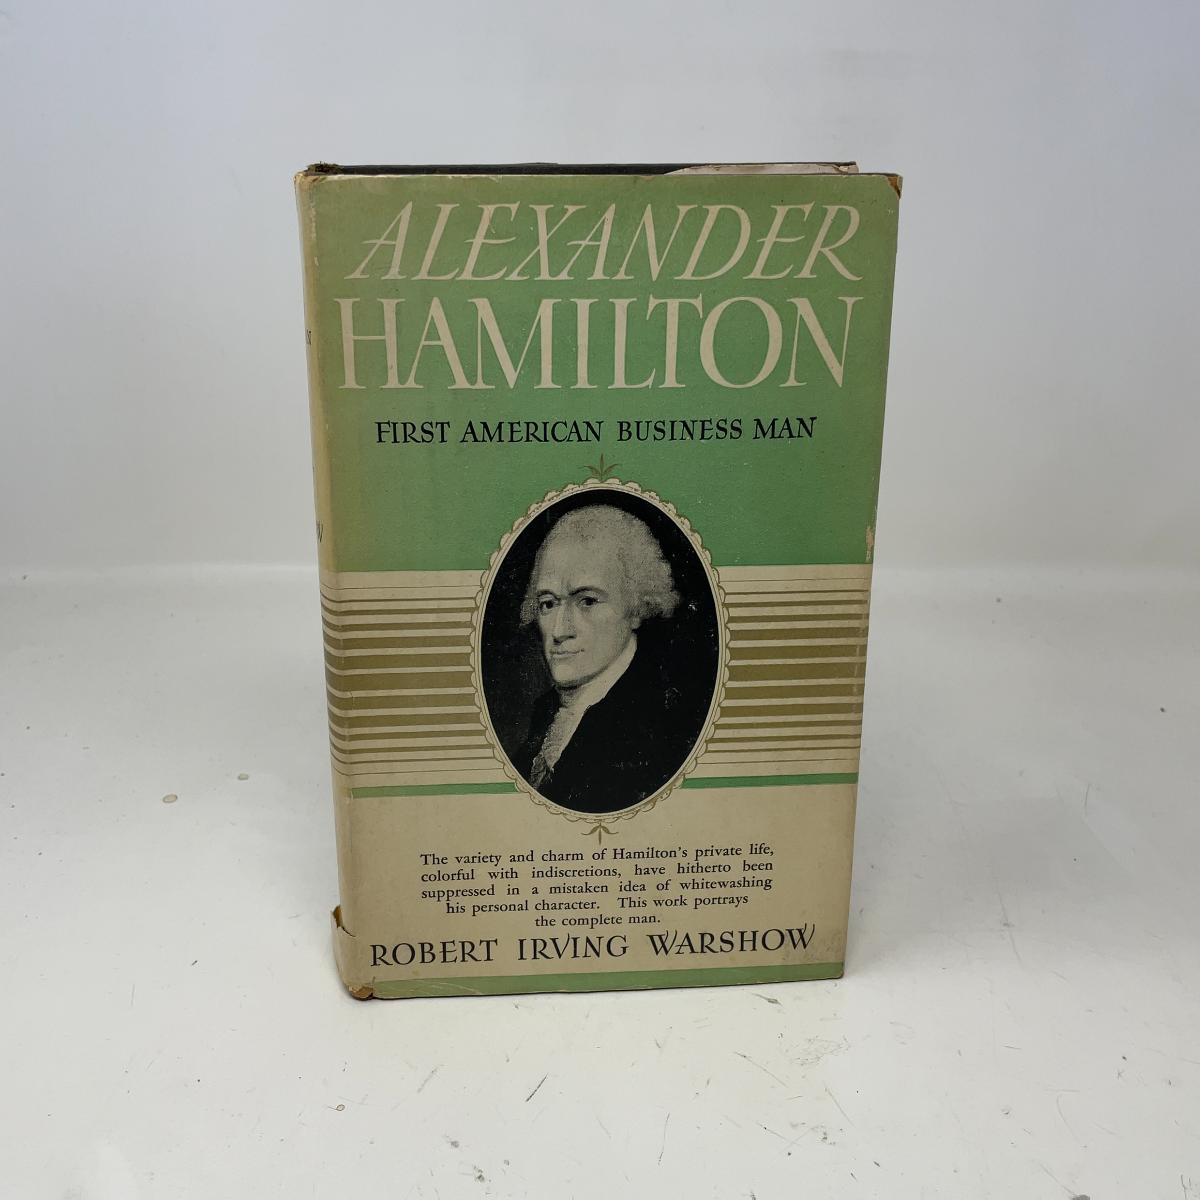 ALEXANDER
HAMILTON
FIRST AMERICAN BUSINESS MAN
The variety and charm of Hamilton's private life,
colorful with indiscretions, have hitherto been
suppressed in a mistaken idea of whitewashing
his personal character. This work portrays
the complete man.
ROBERT IRVING WARSHOW